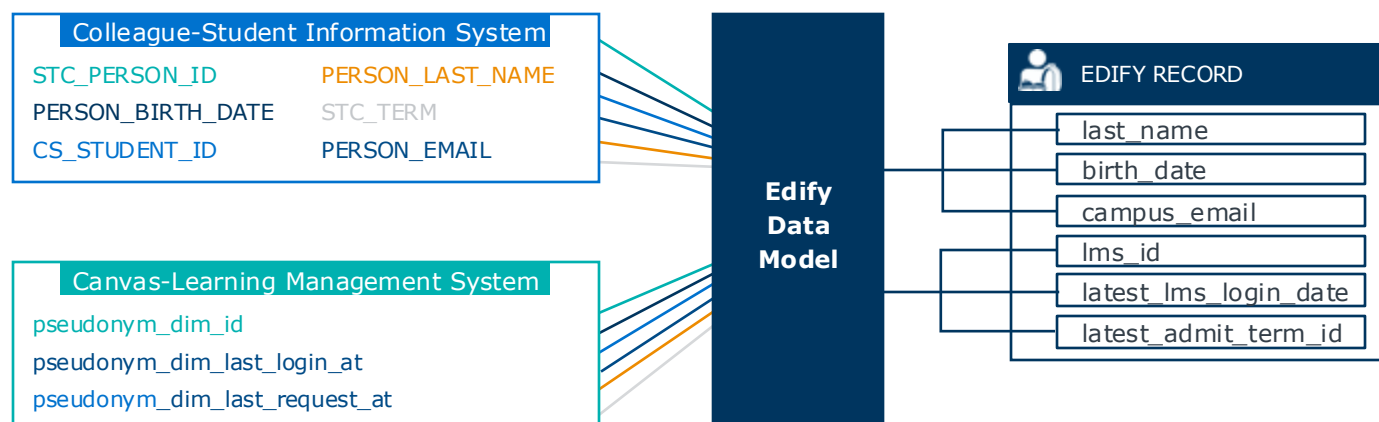 Colleague-Student Information System
STC_PERSON_ID PERSON_LAST_NAME
PERSON_BIRTH_DATE STC_TERM
CS_STUDENT_ID PERSON_EMAIL
Canvas-Learning Management System
pseudonym_dim_id
pseudonym_dim_last_login_at
pseudonym_dim_last_request_at
Edify
Data
Model
EDIFY RECORD
last_name
birth_date
campus_email
lms_id
latest_lms_login_date
latest_admit_term_id